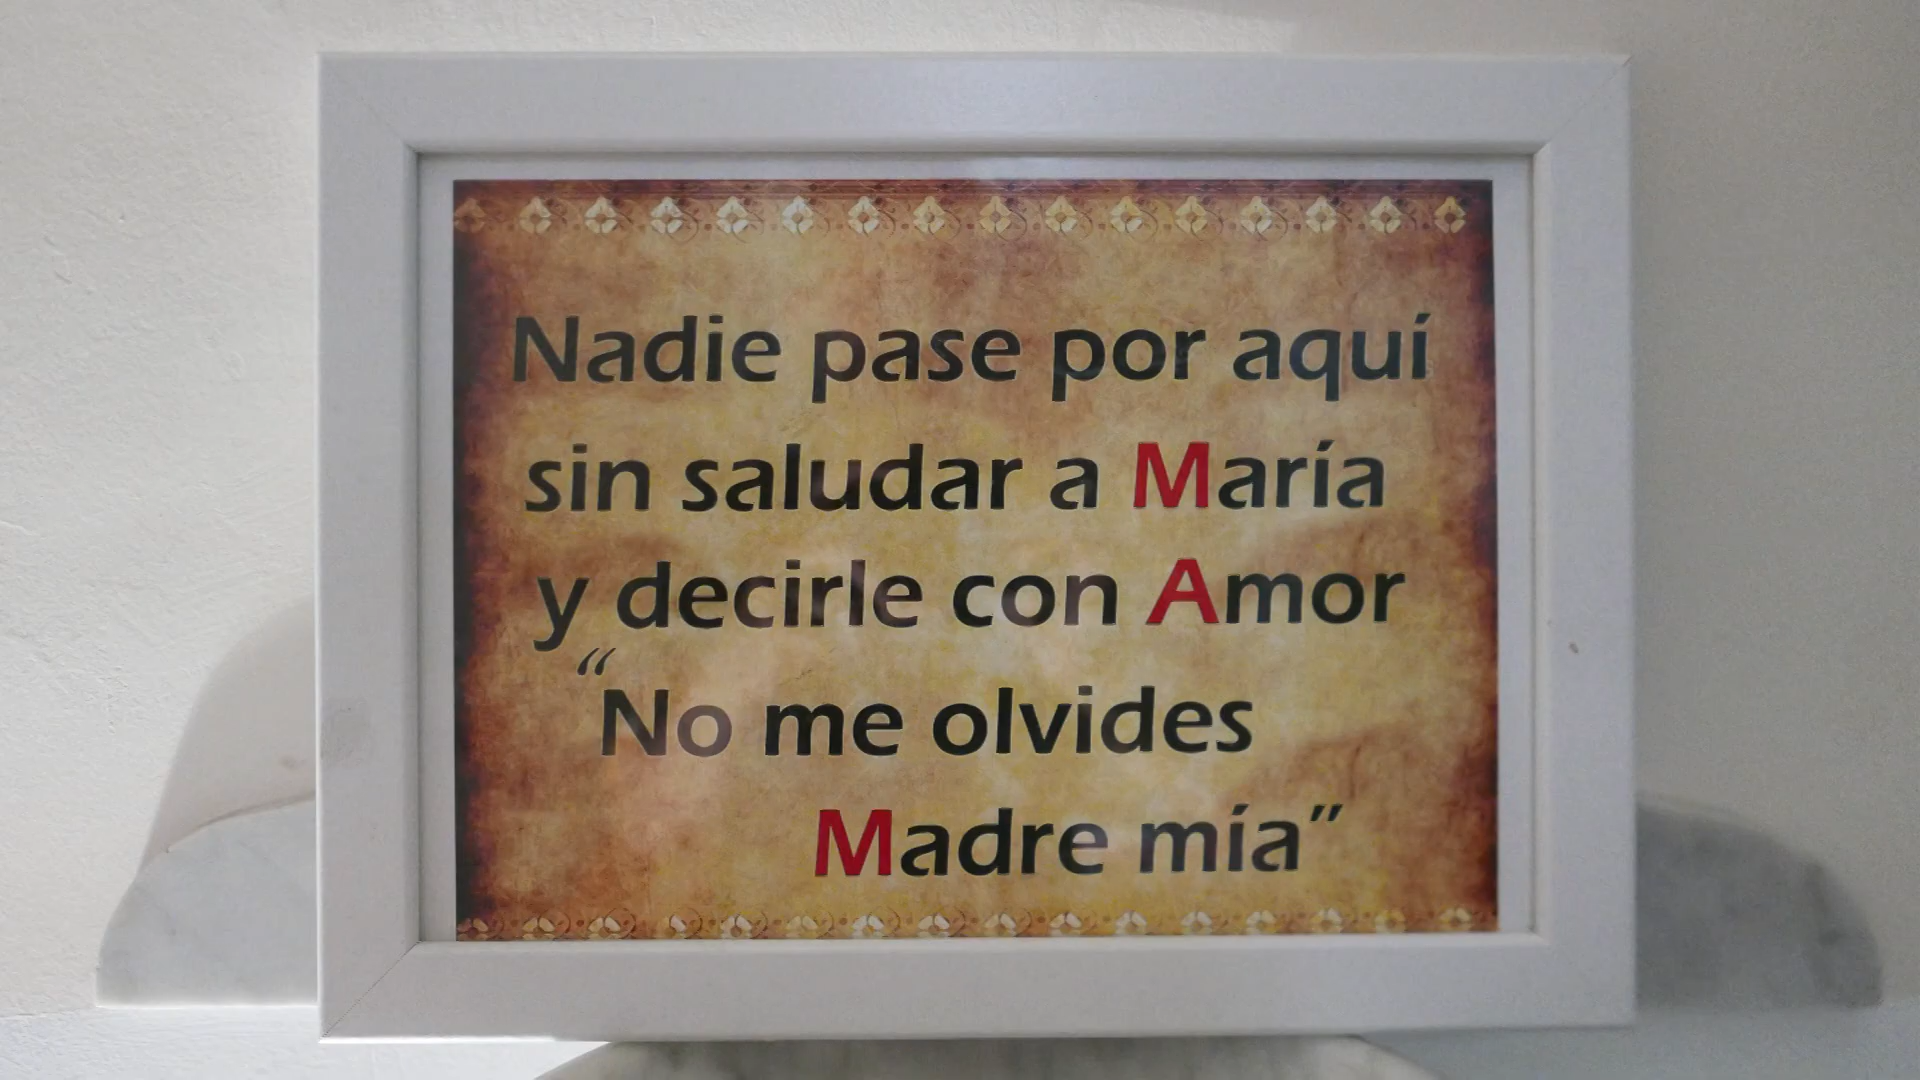 Nadie pase por aquí
sin saludar a María
y decirle con Amor
“No me olvides
Madre mía”